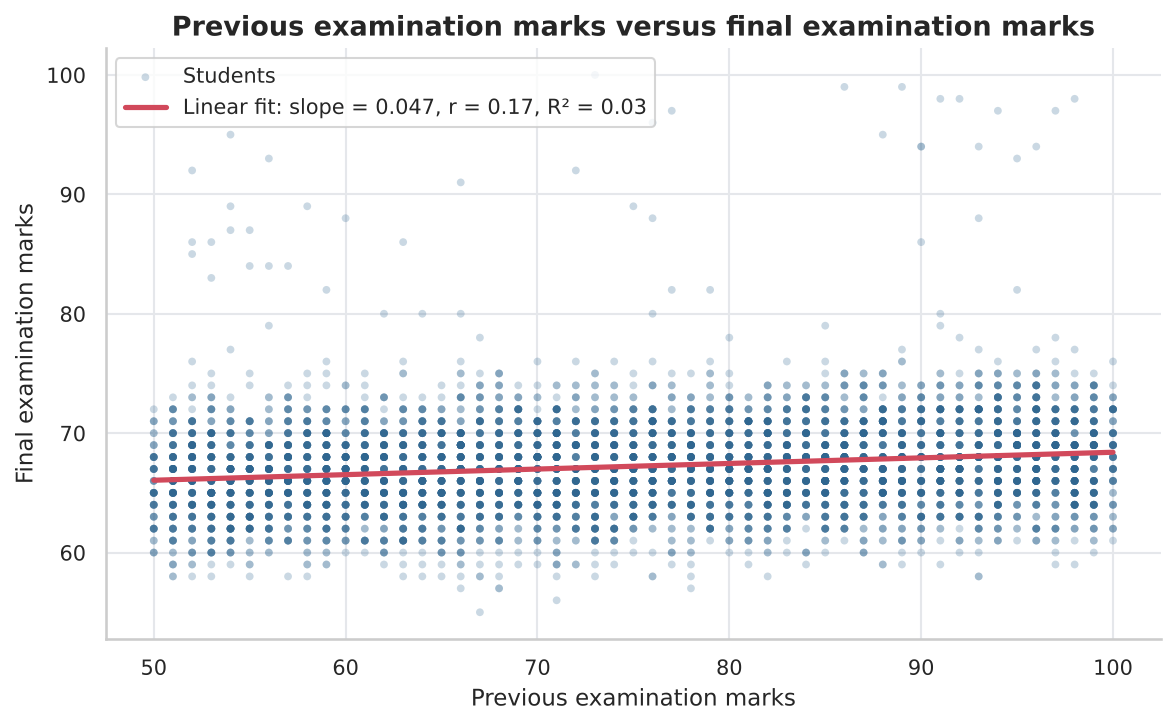 Previous examination marks versus final examination marks
Students
Linear fit: slope = 0.047, r = 0.17, R² = 0.03
100
90
80
70
60
Final examination marks
50
60
70
80
90
100
Previous examination marks